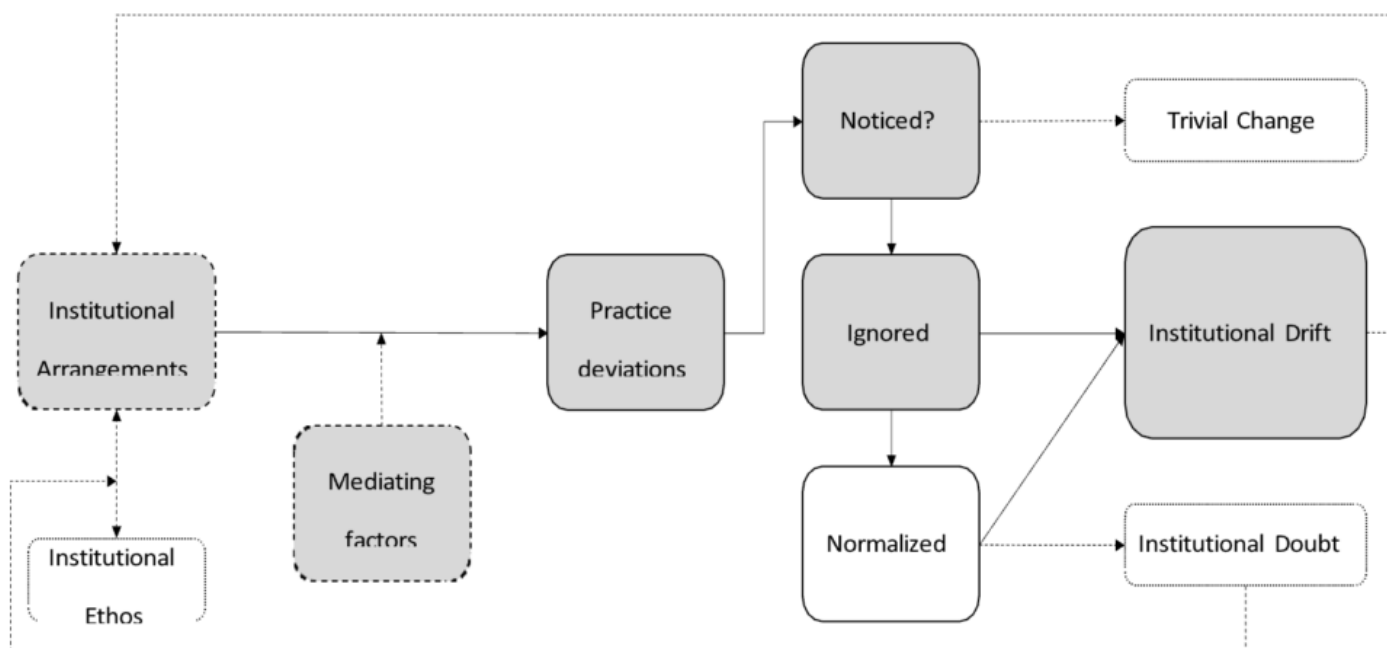 Noticed?
Trivial Change
Institutional
Arrangements
Practice
deviations
Ignored
Institutional Drift
Mediating
factors
Normalized
Institutional Doubt
Institutional
Ethos